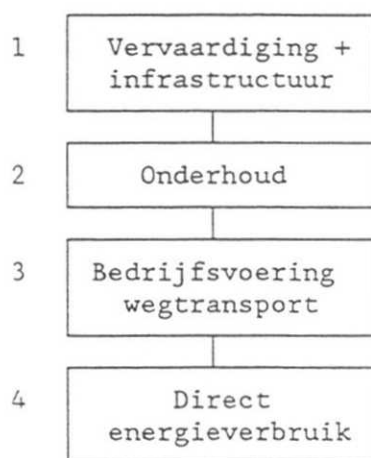 1 Vervaardiging +
infrastructuur
2 Onderhoud
3 Bedrijfsvoering
wegtransport
4 Direct
energieverbruik